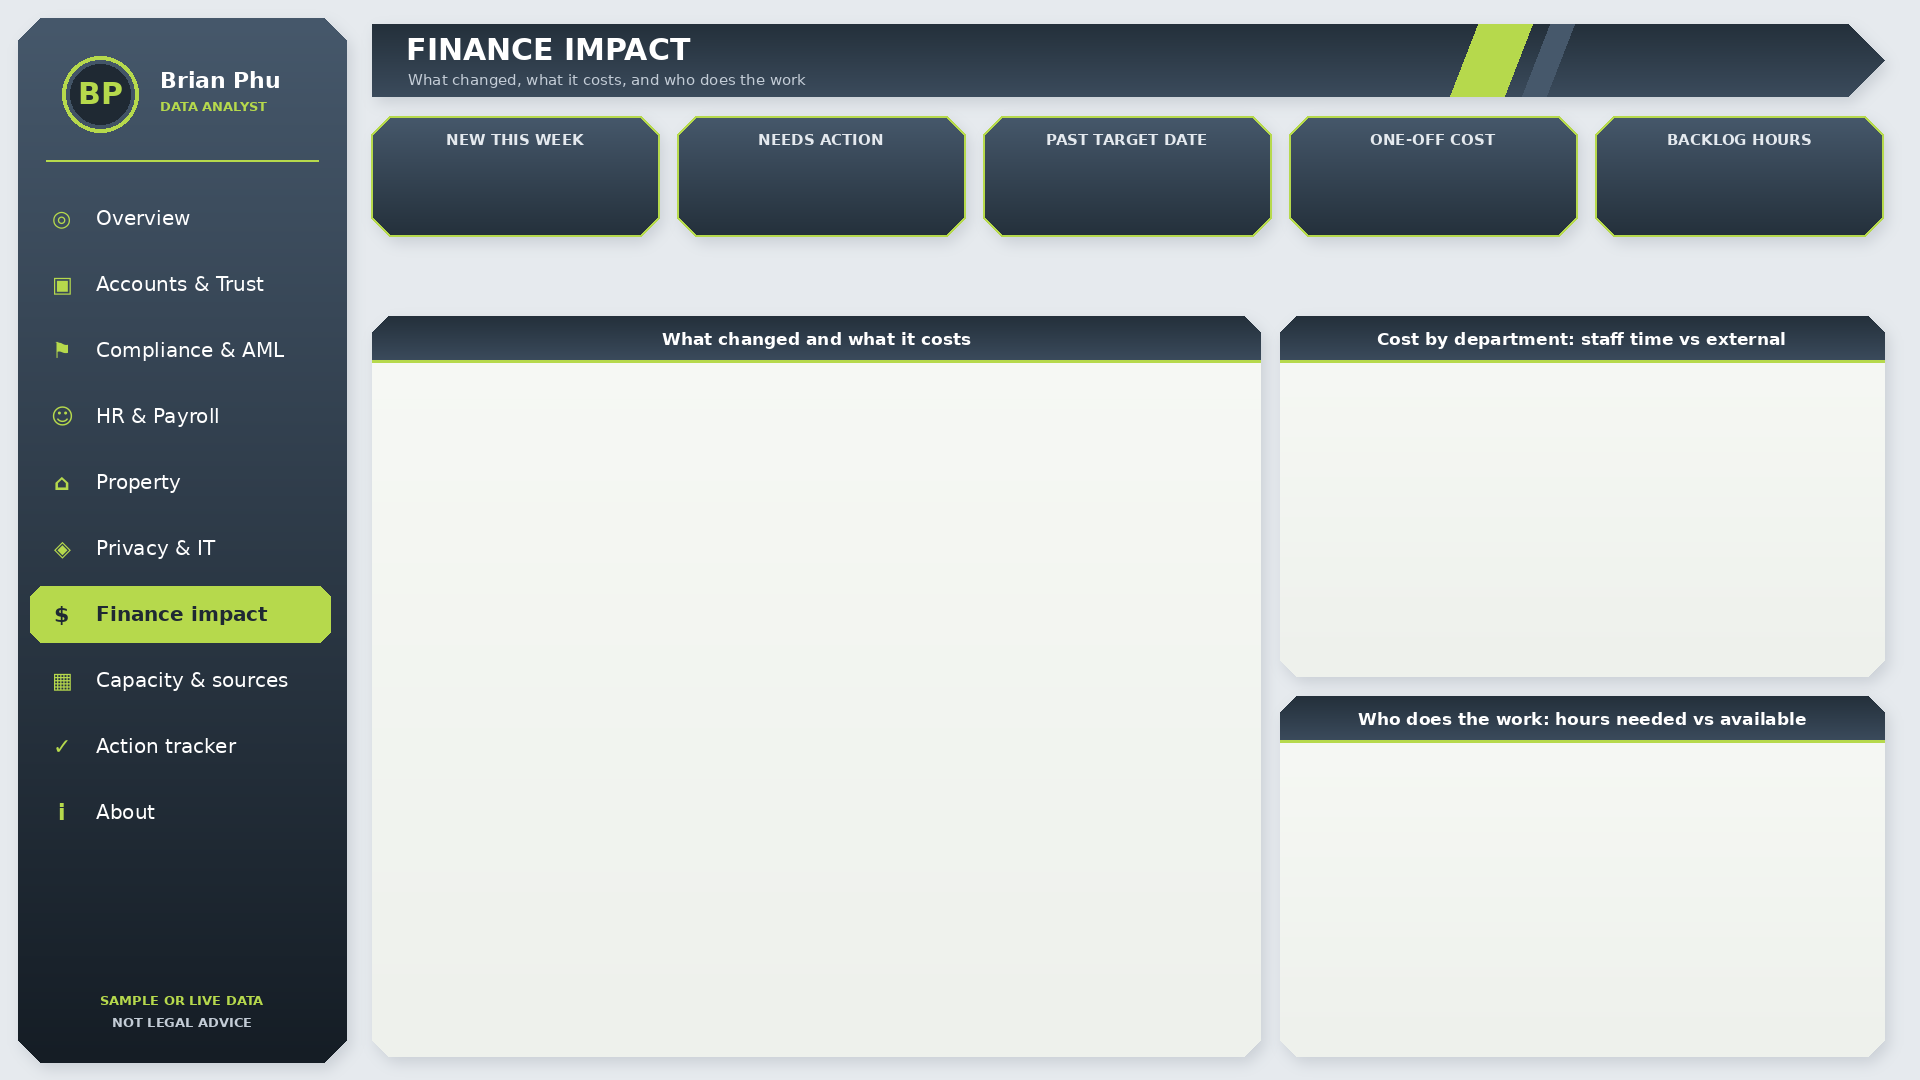 BP
Brian Phu
DATA ANALYST
Overview
Accounts & Trust
Compliance & AML
HR & Payroll
Property
Privacy & IT
$ Finance impact
Capacity & sources
✓ Action tracker
i About
SAMPLE OR LIVE DATA
NOT LEGAL ADVICE
FINANCE IMPACT
What changed, what it costs, and who does the work
NEW THIS WEEK
NEEDS ACTION
PAST TARGET DATE
ONE-OFF COST
BACKLOG HOURS
What changed and what it costs
Cost by department: staff time vs external
Who does the work: hours needed vs available